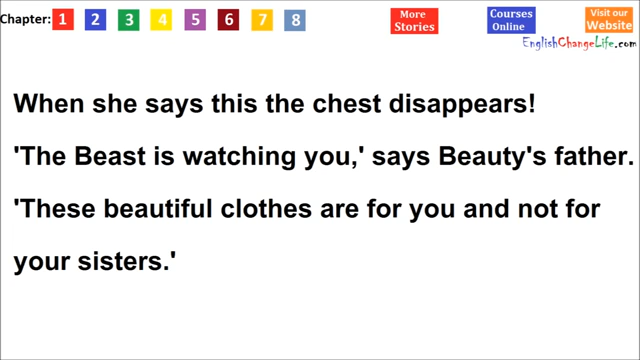 Chapter: 1 2 3 4 5 6 7 8 More Stories Courses Online Visit our Website
EnglishChangeLife.com
When she says this the chest disappears!
'The Beast is watching you,' says Beauty's father.
'These beautiful clothes are for you and not for
your sisters.'